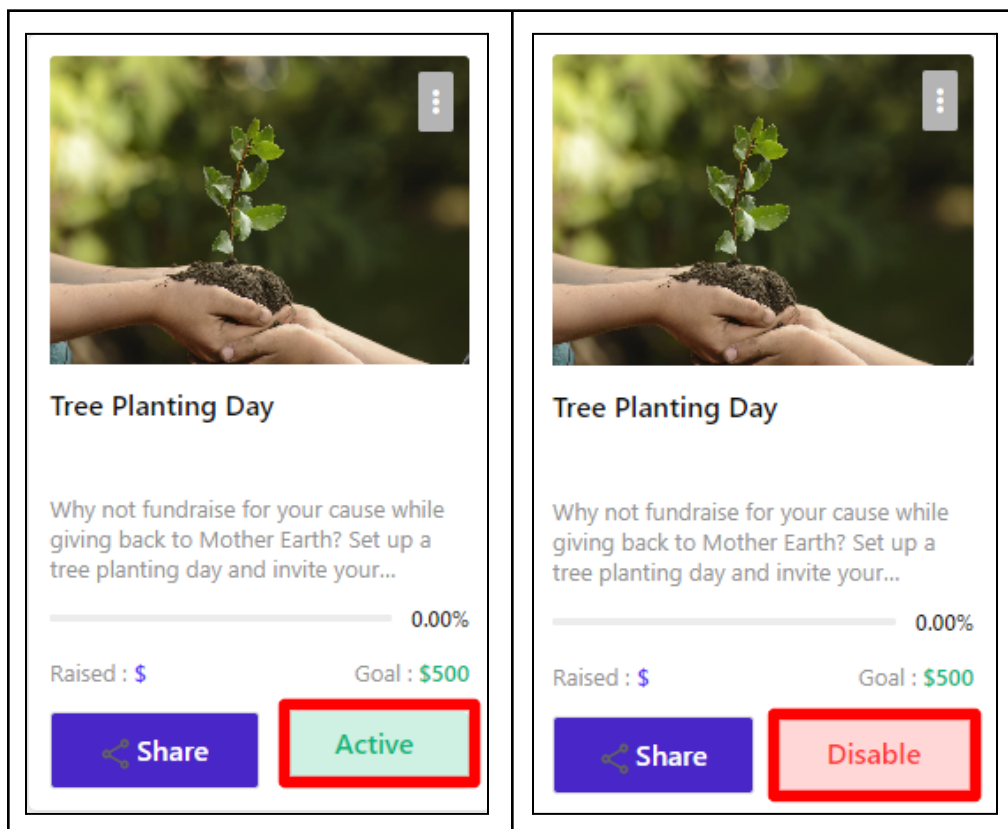 Tree Planting Day
Why not fundraise for your cause while
giving back to Mother Earth? Set up a
tree planting day and invite your...
0.00%
Raised : $
Goal : $500
Share
Active
Tree Planting Day
Why not fundraise for your cause while
giving back to Mother Earth? Set up a
tree planting day and invite your...
0.00%
Raised : $
Goal : $500
Share
Disable